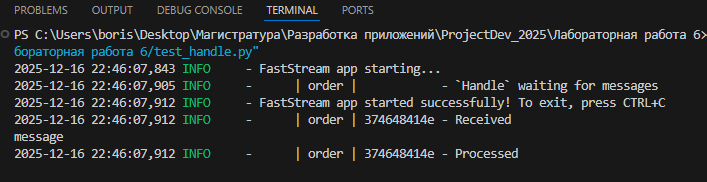 PROBLEMS OUTPUT DEBUG CONSOLE TERMINAL PORTS
PS C:\Users\boris\Desktop\Магистратура\Разработка приложений\ProjectDev_2025\Лабораторная работа 6>
бораторная работа 6/test_handle.py"
2025-12-16 22:46:07,843 INFO     - FastStream app starting...
2025-12-16 22:46:07,905 INFO     -       | order |            - `Handle` waiting for messages
2025-12-16 22:46:07,912 INFO     - FastStream app started successfully! To exit, press CTRL+C
2025-12-16 22:46:07,912 INFO     -       | order | 374648414e - Received
message
2025-12-16 22:46:07,912 INFO     -       | order | 374648414e - Processed